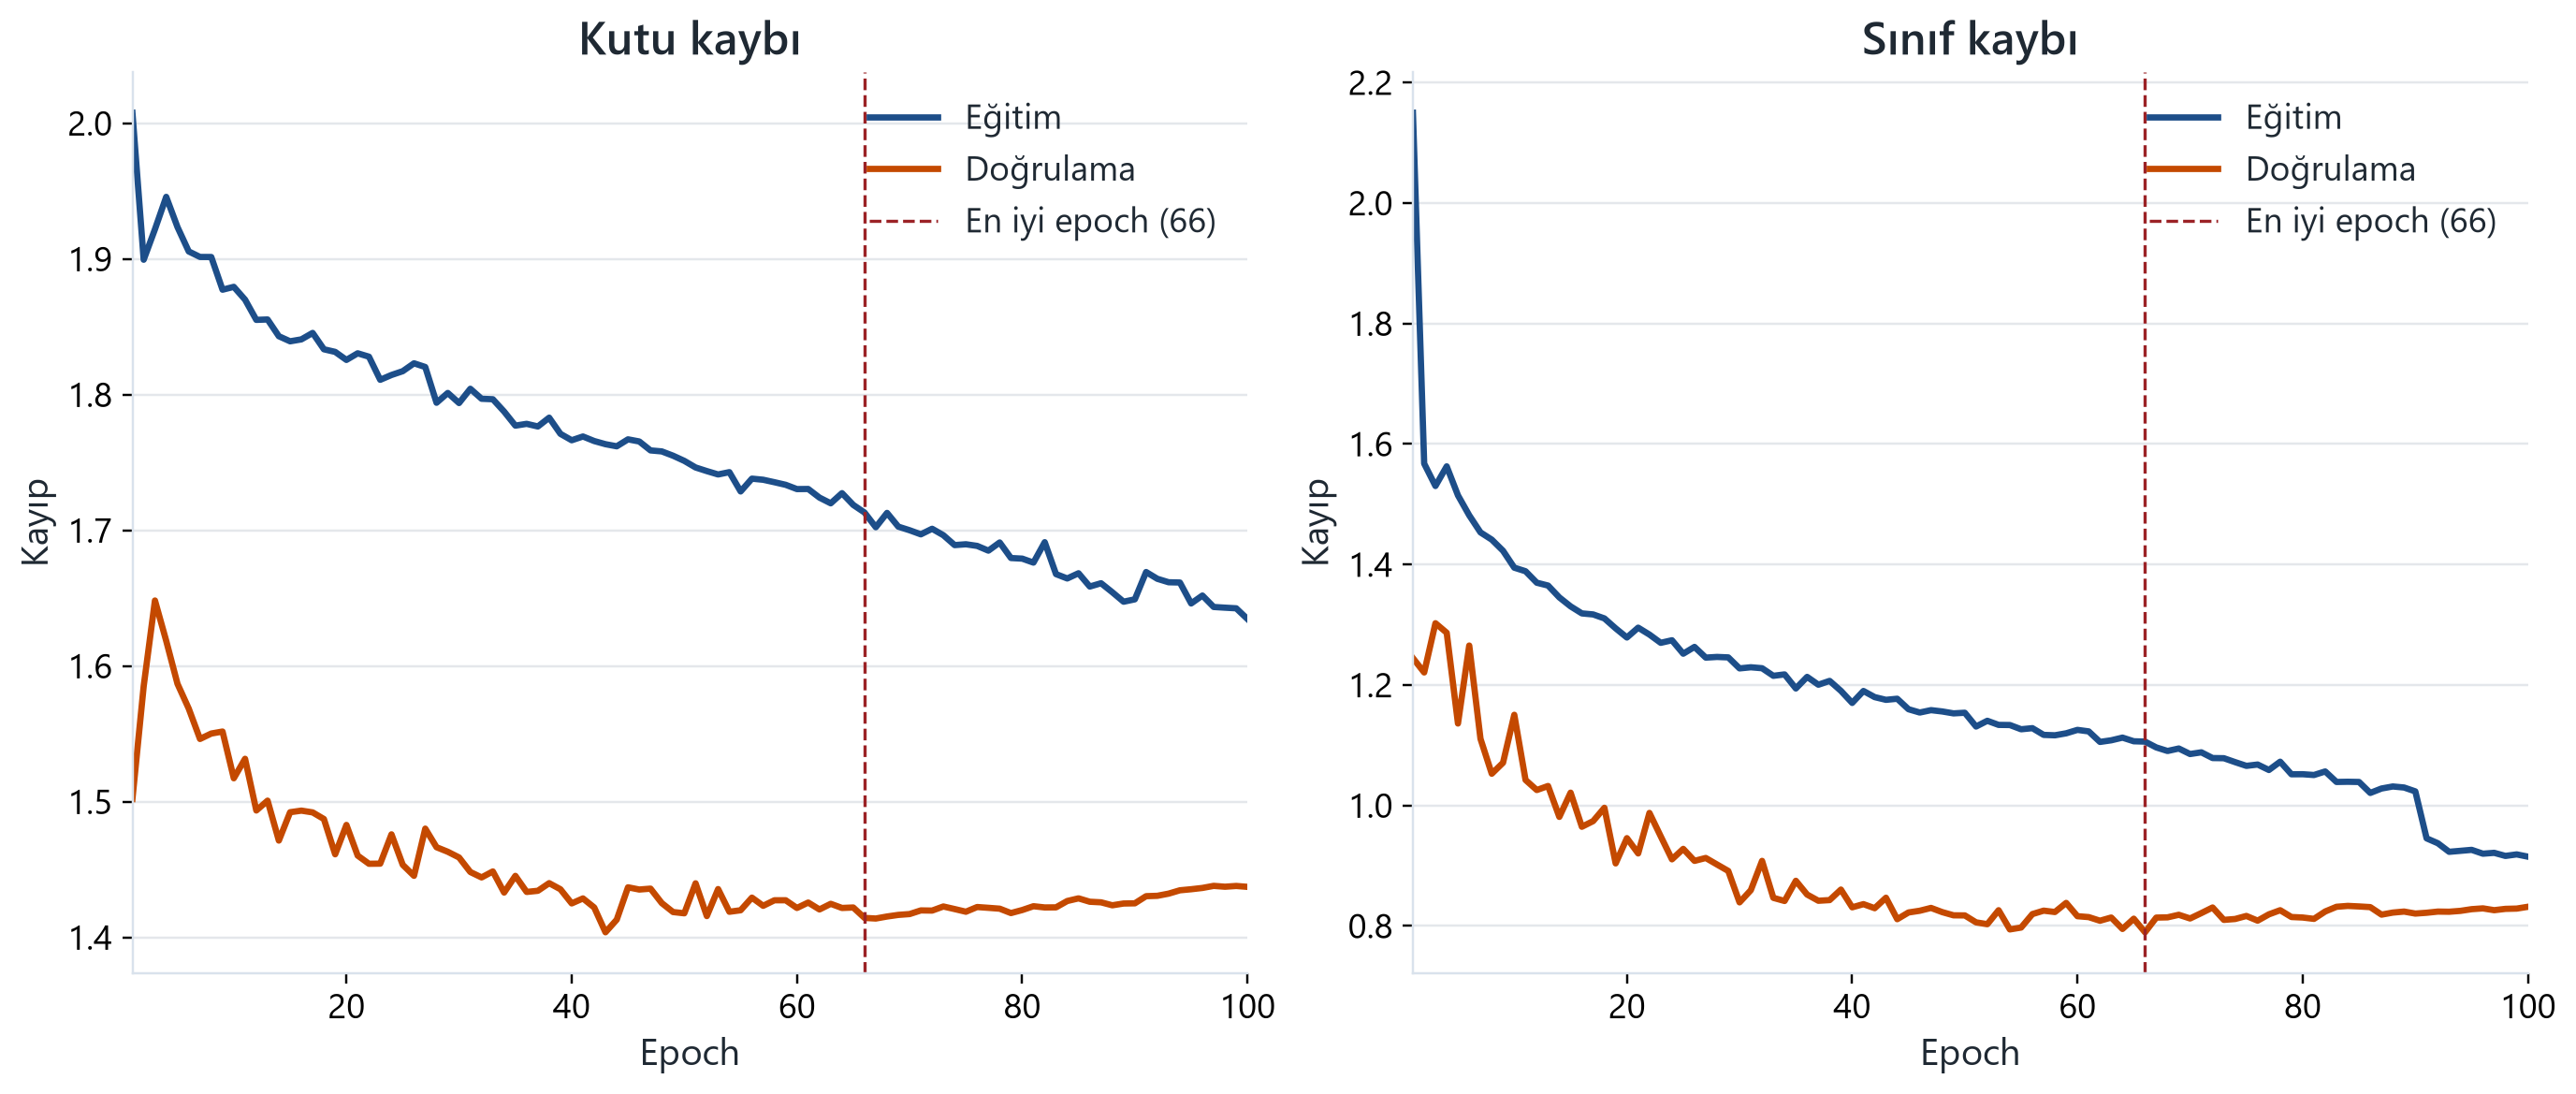 Kutu kaybı
2.0
1.9
1.8
1.7
1.6
1.5
1.4
Kayıp
20 40 60 80 100
Epoch
Eğitim
Doğrulama
En iyi epoch (66)
Sınıf kaybı
2.2
2.0
1.8
1.6
1.4
1.2
1.0
0.8
Kayıp
20 40 60 80 100
Epoch
Eğitim
Doğrulama
En iyi epoch (66)